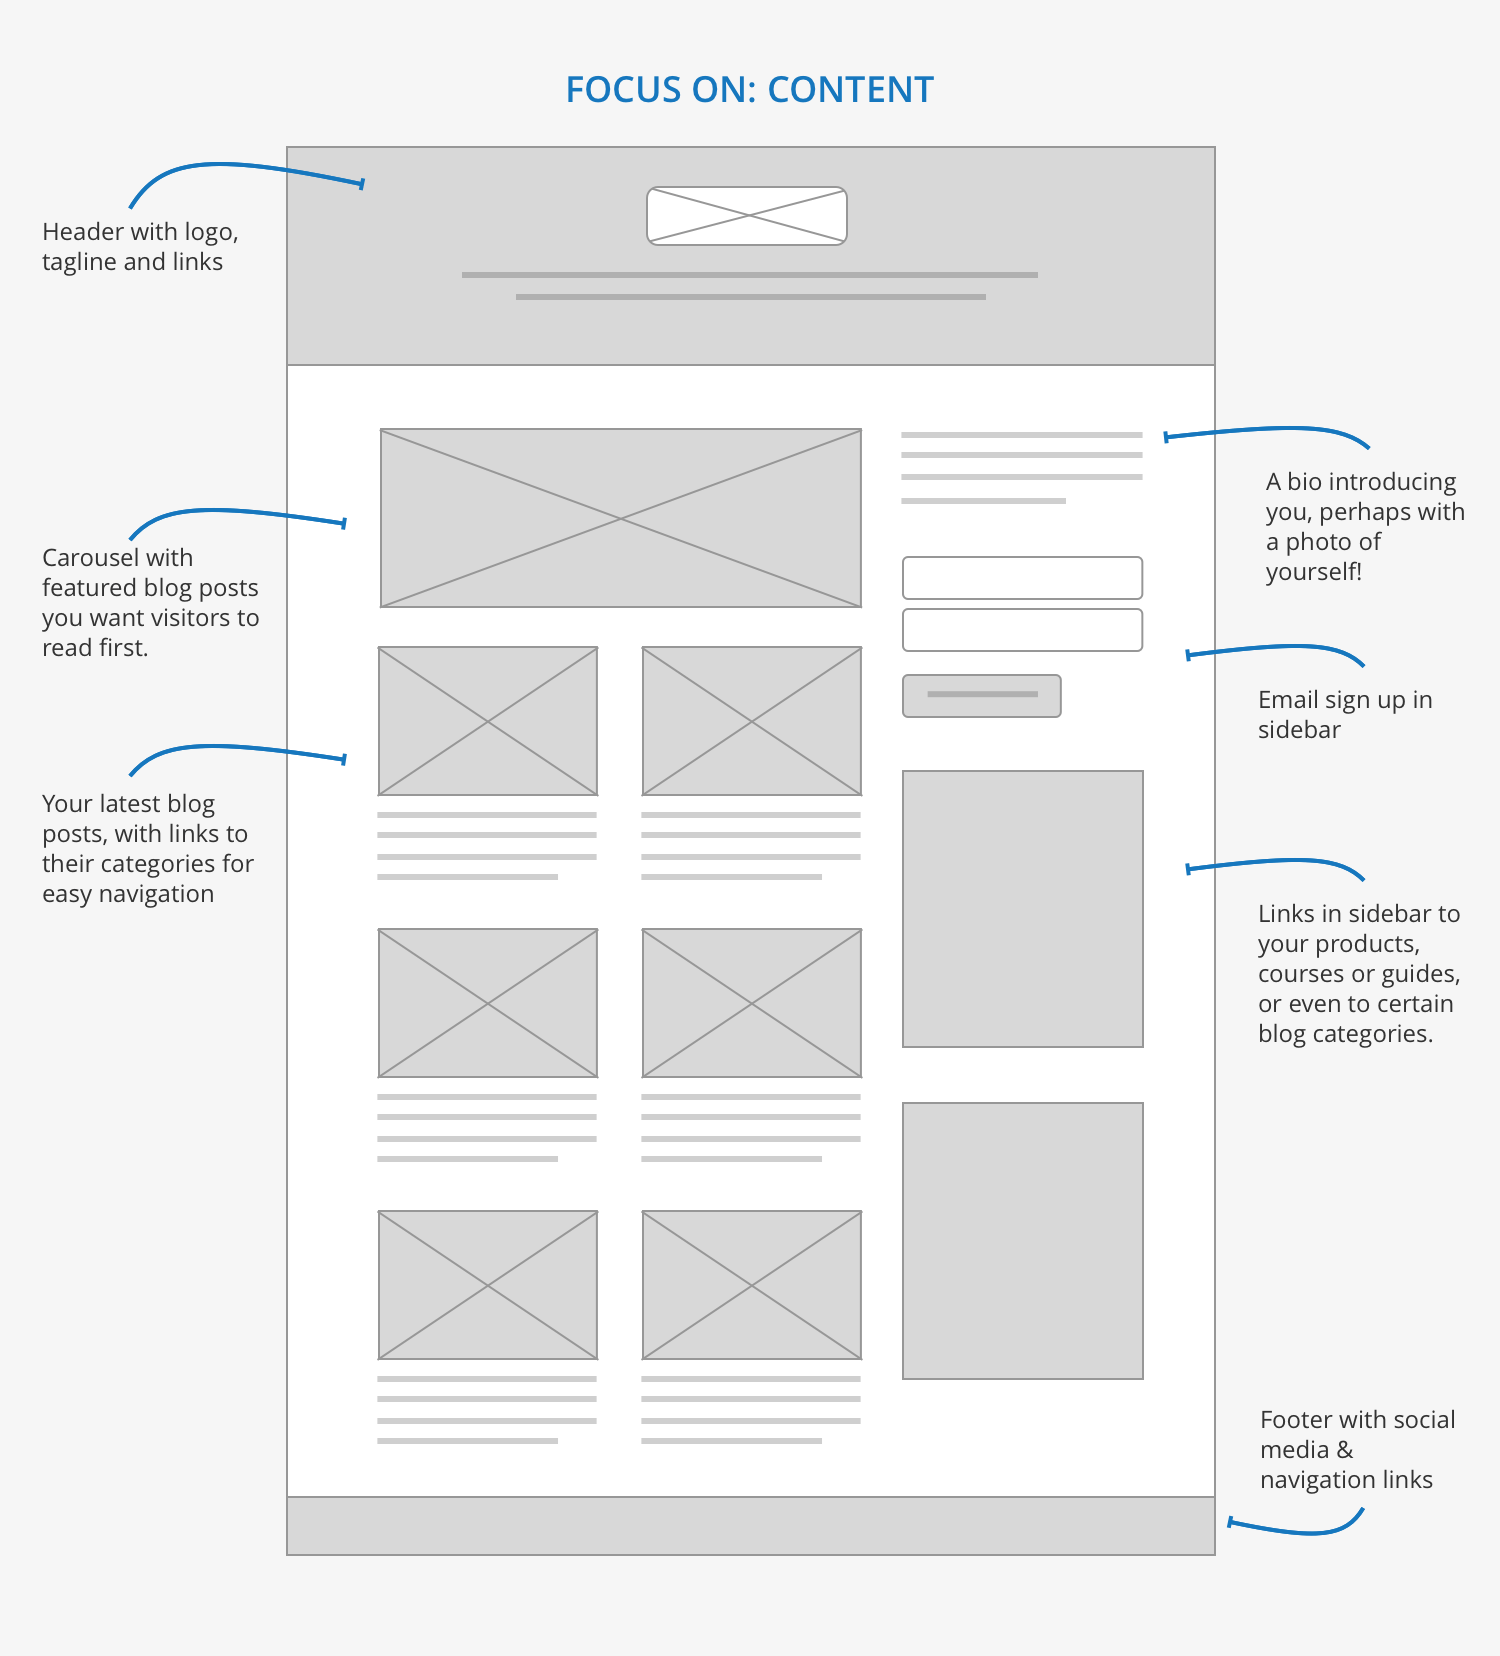 FOCUS ON: CONTENT
Header with logo,
tagline and links
Carousel with
featured blog posts
you want visitors to
read first.
Your latest blog
posts, with links to
their categories for
easy navigation
A bio introducing
you, perhaps with
a photo of
yourself!
Email sign up in
sidebar
Links in sidebar to
your products,
courses or guides,
or even to certain
blog categories.
Footer with social
media &
navigation links